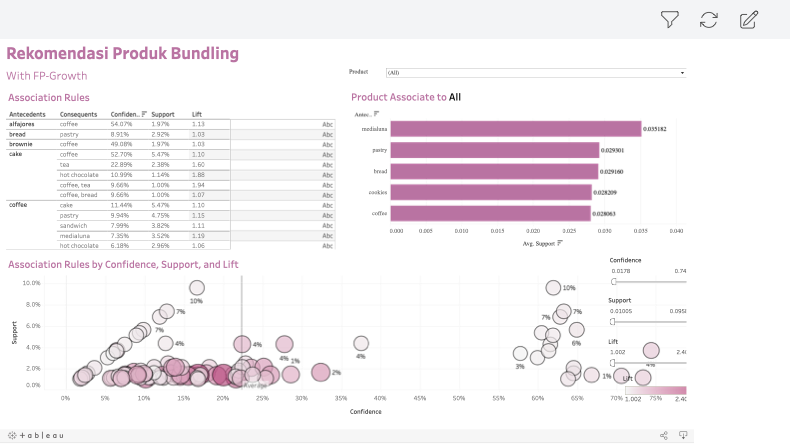 Rekomendasi Produk Bundling
With FP-Growth
Product
(All)
Association Rules
Product Associate to All
Antecedents Consequents Confiden.. Support Lift
alfajores coffee 54.07% 1.97% 1.13 Abc
bread pastry 8.91% 2.92% 1.03 Abc
brownie coffee 49.08% 1.97% 1.03 Abc
cake coffee 52.70% 5.47% 1.10 Abc
tea 22.89% 2.38% 1.60 Abc
hot chocolate 10.99% 1.14% 1.88 Abc
coffee, tea 9.66% 1.00% 1.94 Abc
coffee, bread 9.66% 1.00% 1.07 Abc
coffee cake 11.44% 5.47% 1.10 Abc
pastry 9.94% 4.75% 1.15 Abc
sandwich 7.99% 3.82% 1.11 Abc
medialuna 7.35% 3.52% 1.19 Abc
hot chocolate 6.18% 2.96% 1.06 Abc
Antec..
medialuna 0.035182
pastry 0.029301
bread 0.029160
cookies 0.028209
coffee 0.028063
0.000 0.005 0.010 0.015 0.020 0.025 0.030 0.035 0.040
Avg. Support
Association Rules by Confidence, Support, and Lift
Support
10.0%
8.0%
6.0%
4.0%
2.0%
0.0%
10%
7%
7%
4%
4%
4%
1%
2%
4%
10%
7%
7%
6%
3%
1%
4%
3%
0% 5% 10% 15% 20% 25% 30% 35% 40% 45% 50% 55% 60% 65% 70% 75%
Confidence
Confidence
0.0178 0.74
Support
0.01005 0.0958
Lift
1.002 2.40
Lift
1.002 2.40
+ a b l e a u